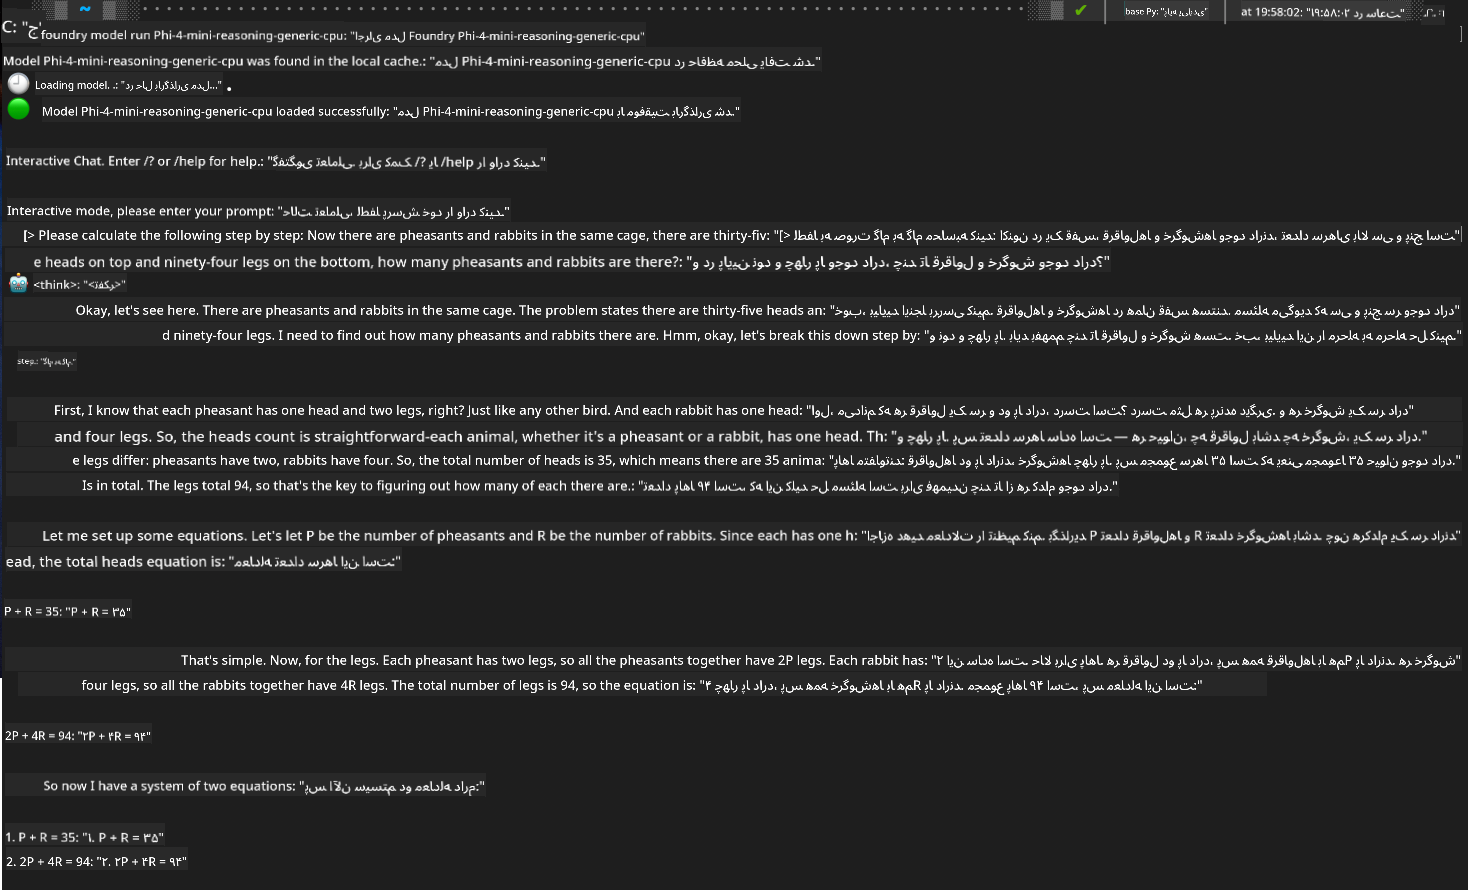 ~ ✔ base Py: "پایه پی‌ای‌دی" at 19:58:02: "۱۹:۵۸:۰۲ در ساعت"
C: "ج"
foundry model run Phi-4-mini-reasoning-generic-cpu: "اجرای مدل Foundry Phi-4-mini-reasoning-generic-cpu"
Model Phi-4-mini-reasoning-generic-cpu was found in the local cache.: "مدل Phi-4-mini-reasoning-generic-cpu در حافظه محلی یافت شد."
Loading model. .: "در حال بارگذاری مدل..." .
Model Phi-4-mini-reasoning-generic-cpu loaded successfully: "مدل Phi-4-mini-reasoning-generic-cpu با موفقیت بارگذاری شد."
Interactive Chat. Enter /? or /help for help.: "گفتگوی تعاملی. برای کمک /? یا /help را وارد کنید."
Interactive mode, please enter your prompt: "حالت تعاملی، لطفا پرسش خود را وارد کنید."
[> Please calculate the following step by step: Now there are pheasants and rabbits in the same cage, there are thirty-fiv: "[> لطفا به صورت گام به گام محاسبه کنید: اکنون در یک قفس، قرقاول‌ها و خرگوش‌ها وجود دارند، تعداد سرهای بالا سی و پنج است"
e heads on top and ninety-four legs on the bottom, how many pheasants and rabbits are there?: "و در پایین نود و چهار پا وجود دارد، چند تا قرقاول و خرگوش وجود دارد؟"
<think>: "<تفکر>"
Okay, let's see here. There are pheasants and rabbits in the same cage. The problem states there are thirty-five heads an: "خوب، بیایید اینجا بررسی کنیم. قرقاول‌ها و خرگوش‌ها در همان قفس هستند. مسئله می‌گوید که سی و پنج سر وجود دارد"
d ninety-four legs. I need to find out how many pheasants and rabbits there are. Hmm, okay, let's break this down step by: "و نود و چهار پا. باید بفهمم چند تا قرقاول و خرگوش هست. خب، بیایید این را مرحله به مرحله حل کنیم."
step.: "گام به گام."
First, I know that each pheasant has one head and two legs, right? Just like any other bird. And each rabbit has one head: "اول، می‌دانم که هر قرقاول یک سر و دو پا دارد، درست است؟ درست مثل هر پرنده دیگری. و هر خرگوش یک سر دارد"
and four legs. So, the heads count is straightforward-each animal, whether it's a pheasant or a rabbit, has one head. Th: "و چهار پا. پس، تعداد سرها ساده است — هر حیوان، چه قرقاول باشد چه خرگوش، یک سر دارد."
e legs differ: pheasants have two, rabbits have four. So, the total number of heads is 35, which means there are 35 anima: "پاها متفاوتند: قرقاول‌ها دو پا دارند، خرگوش‌ها چهار پا. پس مجموع سرها ۳۵ است که یعنی مجموعا ۳۵ حیوان وجود دارد."
Is in total. The legs total 94, so that's the key to figuring out how many of each there are.: "تعداد پاها ۹۴ است، که این کلید حل مسئله است برای فهمیدن چند تا از هر کدام وجود دارد."
Let me set up some equations. Let's let P be the number of pheasants and R be the number of rabbits. Since each has one h: "اجازه دهید معادلات را تنظیم کنم. بگذارید P تعداد قرقاول‌ها و R تعداد خرگوش‌ها باشد. چون هرکدام یک سر دارند"
ead, the total heads equation is: "معادله تعداد سرها این است:"
P + R = 35: "P + R = ۳۵"
That's simple. Now, for the legs. Each pheasant has two legs, so all the pheasants together have 2P legs. Each rabbit has: "این ساده است. حالا برای پاها. هر قرقاول دو پا دارد، پس همه قرقاول‌ها با هم ۲P پا دارند. هر خرگوش"
four legs, so all the rabbits together have 4R legs. The total number of legs is 94, so the equation is: "چهار پا دارد، پس همه خرگوش‌ها با هم ۴R پا دارند. مجموع پاها ۹۴ است، پس معادله این است:"
2P + 4R = 94: "۲P + ۴R = ۹۴"
So now I have a system of two equations: "پس الآن سیستم دو معادله دارم:"
1. P + R = 35: "۱. P + R = ۳۵"
2. 2P + 4R = 94: "۲. ۲P + ۴R = ۹۴"